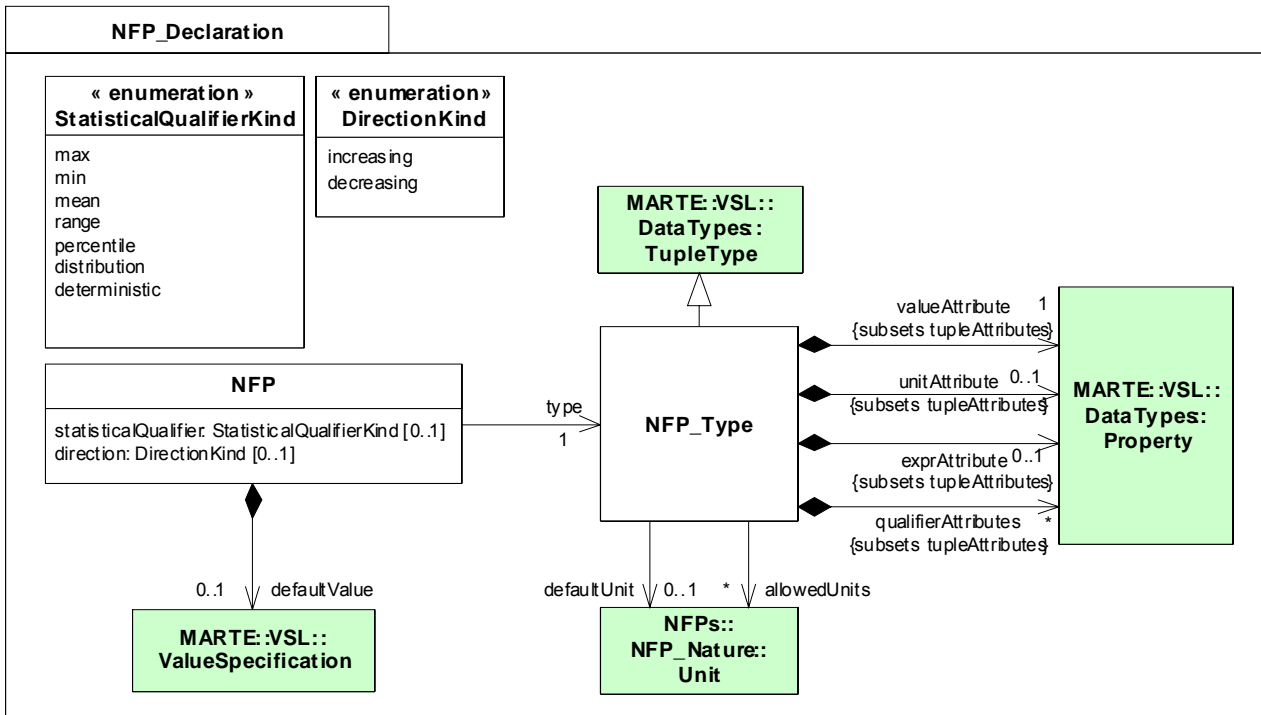 NFP_Declaration
« enumeration »
StatisticalQualifierKind
max
min
mean
range
percentile
distribution
deterministic
« enumeration»
DirectionKind
increasing
decreasing
MARTE::VSL::
DataTypes::
TupleType
NFP
statisticalQualifier: StatisticalQualifierKind [0..1]
direction: DirectionKind [0..1]
type
1
NFP_Type
valueAttribute 1
{subsets tupleAttributes}
unitAttribute 0..1
{subsets tupleAttributes}
exprAttribute 0..1
{subsets tupleAttributes}
qualifierAttributes *
{subsets tupleAttributes}
MARTE::VSL::
DataTypes::
Property
0..1 defaultValue
MARTE::VSL::
ValueSpecification
defaultUnit 0..1 * allowedUnits
NFPs::
NFP_Nature::
Unit